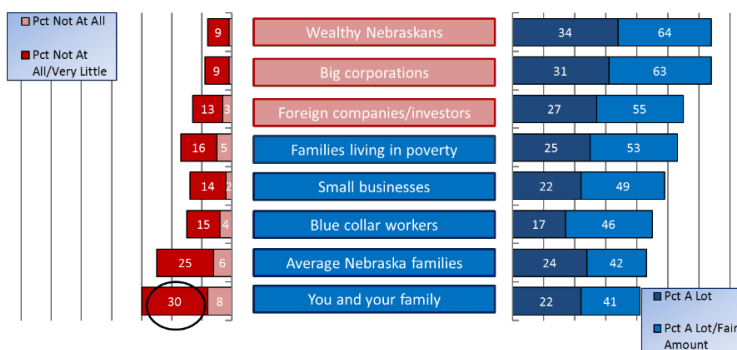 Pct Not At All
Pct Not At
All/Very Little
9 Wealthy Nebraskans 34 64
9 Big corporations 31 63
13 3 Foreign companies/investors 27 55
16 5 Families living in poverty 25 53
14 2 Small businesses 22 49
15 4 Blue collar workers 17 46
25 6 Average Nebraska families 24 42
30 8 You and your family 22 41
Pct A Lot
Pct A Lot/Fair
Amount